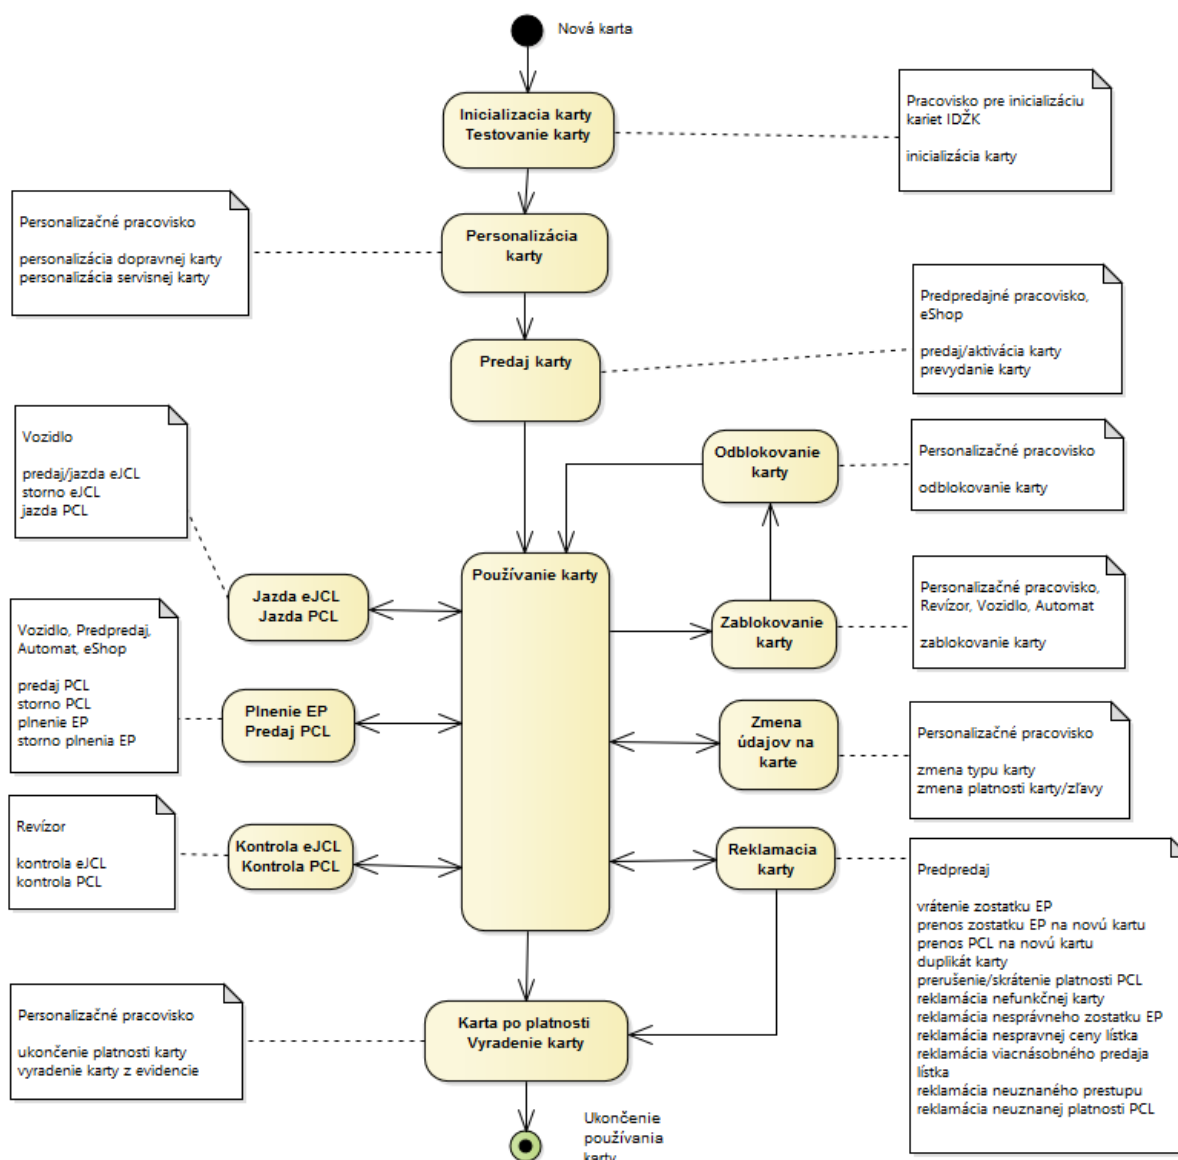 Nová karta
Inicializacia karty
Testovanie karty
Pracovisko pre inicializáciu
kariet IDŽK
inicializácia karty
Personalizačné pracovisko
personalizácia dopravnej karty
personalizácia servisnej karty
Personalizácia
karty
Predpredajné pracovisko,
eShop
predaj/aktivácia karty
prevydanie karty
Predaj karty
Vozidlo
predaj/jazda eJCL
storno eJCL
jazda PCL
Odblokovanie
karty
Personalizačné pracovisko
odblokovanie karty
Používanie karty
Jazda eJCL
Jazda PCL
Zablokovanie
karty
Personalizačné pracovisko,
Revízor, Vozidlo, Automat
zablokovanie karty
Vozidlo, Predpredaj,
Automat, eShop
predaj PCL
storno PCL
plnenie EP
storno plnenia EP
Plnenie EP
Predaj PCL
Zmena
údajov na
karte
Personalizačné pracovisko
zmena typu karty
zmena platnosti karty/zľavy
Revízor
kontrola eJCL
kontrola PCL
Kontrola eJCL
Kontrola PCL
Reklamacia
karty
Predpredaj
vrátenie zostatku EP
prenos zostatku EP na novú kartu
prenos PCL na novú kartu
duplikát karty
prerušenie/skrátenie platnosti PCL
reklamácia nefunkčnej karty
reklamácia nesprávneho zostatku EP
reklamácia nespravnej ceny lístka
reklamácia viacnásobného predaja
lístka
reklamácia neuznaného prestupu
reklamácia neuznanej platnosti PCL
Personalizačné pracovisko
ukončenie platnosti karty
vyradenie karty z evidencie
Karta po platnosti
Vyradenie karty
Ukončenie
používania
karty